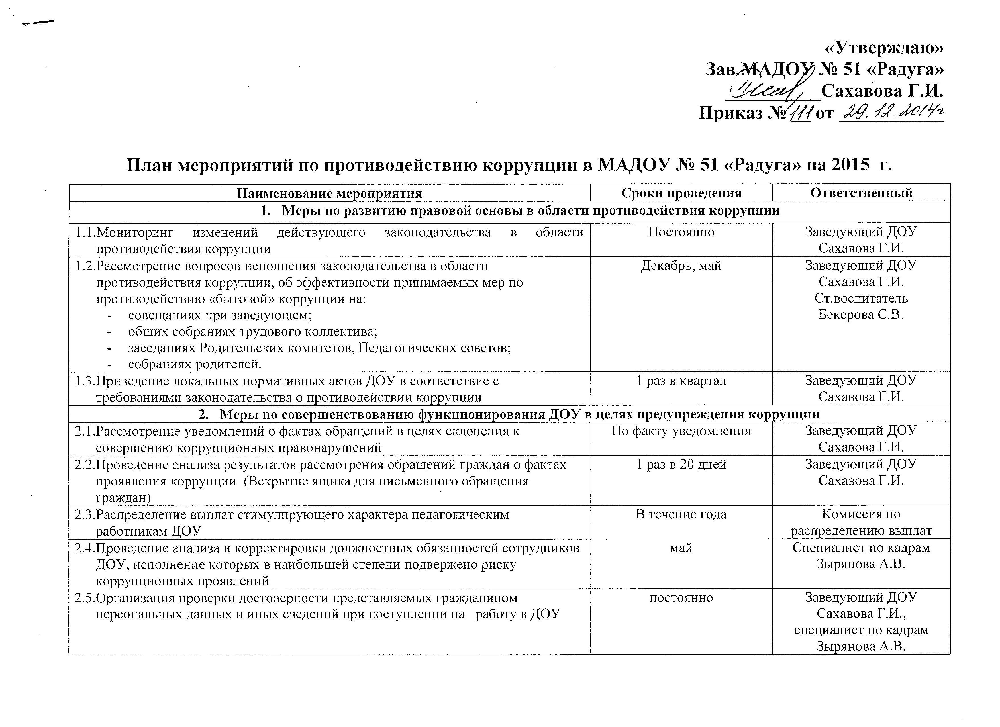 «Утверждаю»
Зав.МАДОУ № 51 «Радуга»
Сахавова Г.И.
Приказ № 111 от 29.12.2014г
План мероприятий по противодействию коррупции в МАДОУ № 51 «Радуга» на 2015 г.
Наименование мероприятия Сроки проведения Ответственный
1. Меры по развитию правовой основы в области противодействия коррупции
1.1.Мониторинг изменений действующего законодательства в области
противодействия коррупции
Постоянно
Заведующий ДОУ
Сахавова Г.И.
1.2.Рассмотрение вопросов исполнения законодательства в области
противодействия коррупции, об эффективности принимаемых мер по
противодействию «бытовой» коррупции на:
- совещаниях при заведующем;
- общих собраниях трудового коллектива;
- заседаниях Родительских комитетов, Педагогических советов;
- собраниях родителей.
Декабрь, май
Заведующий ДОУ
Сахавова Г.И.
Ст.воспитатель
Бекерова С.В.
1.3.Приведение локальных нормативных актов ДОУ в соответствие с
требованиями законодательства о противодействии коррупции
1 раз в квартал
Заведующий ДОУ
Сахавова Г.И.
2. Меры по совершенствованию функционирования ДОУ в целях предупреждения коррупции
2.1.Рассмотрение уведомлений о фактах обращений в целях склонения к
совершению коррупционных правонарушений
По факту уведомления
Заведующий ДОУ
Сахавова Г.И.
2.2.Проведение анализа результатов рассмотрения обращений граждан о фактах
проявления коррупции (Вскрытие ящика для письменного обращения
граждан)
1 раз в 20 дней
Заведующий ДОУ
Сахавова Г.И.
2.3.Распределение выплат стимулирующего характера педагогическим
работникам ДОУ
В течение года
Комиссия по
распределению выплат
2.4.Проведение анализа и корректировки должностных обязанностей сотрудников
ДОУ, исполнение которых в наибольшей степени подвержено риску
коррупционных проявлений
май
Специалист по кадрам
Зырянова А.В.
2.5.Организация проверки достоверности представляемых гражданином
персональных данных и иных сведений при поступлении на работу в ДОУ
постоянно
Заведующий ДОУ
Сахавова Г.И.,
специалист по кадрам
Зырянова А.В.